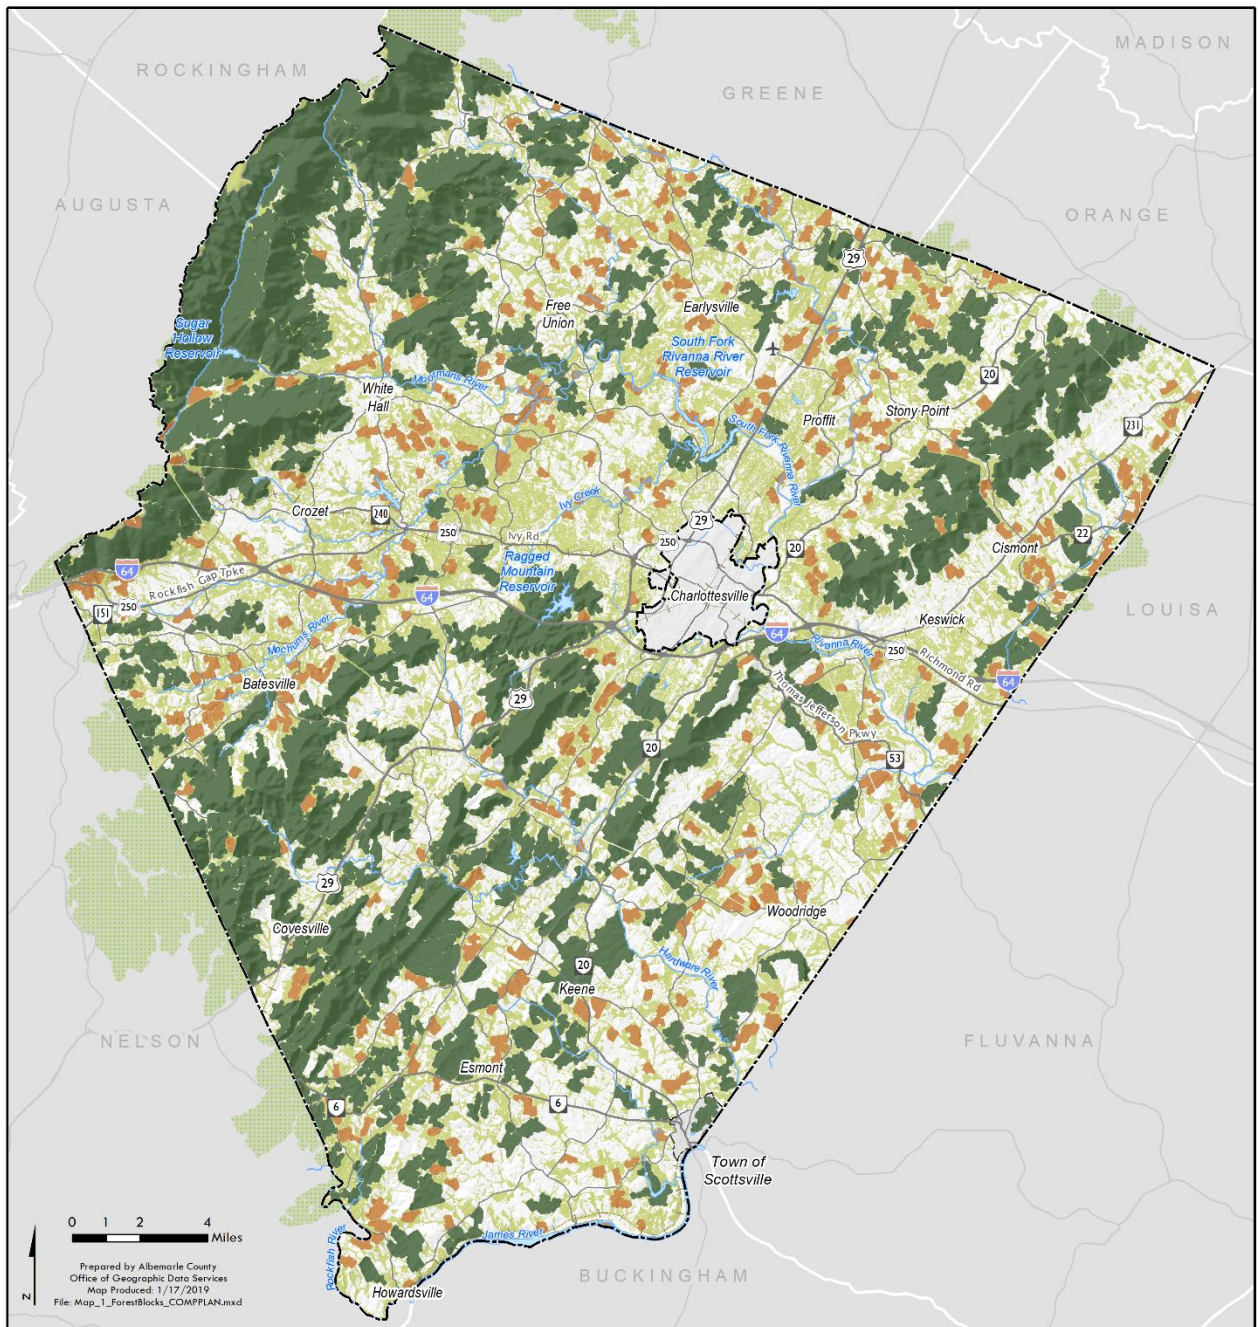 MADISON
ROCKINGHAM
GREENE
AUGUSTA
ORANGE
29
Free
Union
Earlysville
Sugar
Hollow
Reservoir
South Fork
Rivanna River
Reservoir
White
Hall
Moormans River
20
Stony Point
Proffit
231
South Fork Rivanna River
Ivy Creek
Crozet
240
250
Ivy Rd
29
250
20
22
Cismont
Ragged
Mountain
Reservoir
64
Rockfish Gap Tpke
64
Charlottesville
LOUISA
151
250
Keswick
64
Rivanna River
250
Richmond Rd
64
Mechums River
Batesville
29
Thomas Jefferson Pkwy
20
53
29
Woodridge
Covesville
Hardware River
20
Keene
NELSON
FLUVANNA
Esmont
6
6
Town of
Scottsville
0 1 2 4
Miles
Rockfish River
James River
Prepared by Albemarle County
Office of Geographic Data Services
Map Produced: 1/17/2019
File: Map_1_ForestBlocks_COMPPLAN.mxd
N
BUCKINGHAM
Howardsville